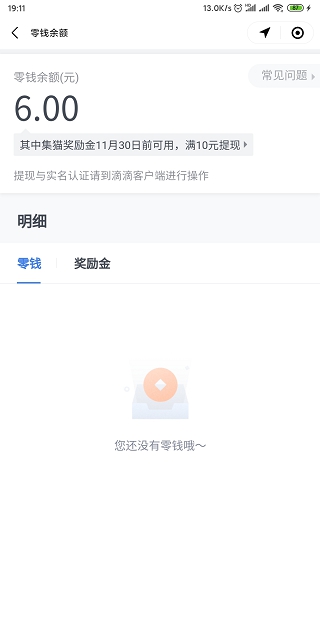 19:11
13.0K/s
零钱余额
常见问题
零钱余额(元)
6.00
其中集猫奖励金11月30日前可用，满10元提现
提现与实名认证请到滴滴客户端进行操作
明细
零钱
奖励金
您还没有零钱哦～